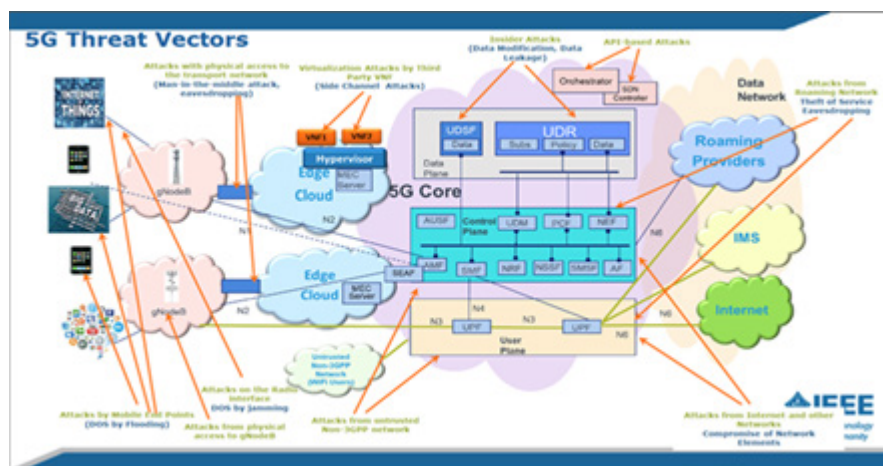 5G Threat Vectors
Attacks with physical access to
the transport network
(Man-in-the-middle attack,
eavesdropping)
Virtualization Attacks by Third
Party VNF
(Side Channel Attacks)
Insider Attacks
(Data Modification, Data
Leakage)
API-based Attacks
Orchestrator
SDN
Controller
Data Network
Attacks from
Roaming Network
Theft of Service
Eavesdropping
INTERNET
THINGS
gNodeB
VNF1
VNF2
Hypervisor
Edge
Cloud
MEC
Server
UDSF
Data
UDR
Subs
Policy
Data
Data
Plane
Roaming
Providers
5G Core
BIG
DATA
N1
N2
AUSF
Control
Plane
UDM
PCF
NEF
N6
IMS
gNodeB
Edge
Cloud
MEC
Server
SEAF
AMF
SMF
NRF
NSSF
SMSF
AF
N2
N4
Internet
N3
UPF
N3
UPF
N6
N6
User
Plane
Untrusted
Non-3GPP
Network
(WiFi Users)
Attacks on the Radio
Interface
DOS by Jamming
Attacks by Mobile End Points
(DOS by Flooding)
Attacks from physical
access to gNodeB
Attacks from untrusted
Non-3GPP network
Attacks from Internet and other
Networks
Compromise of Network
Elements
IEEE